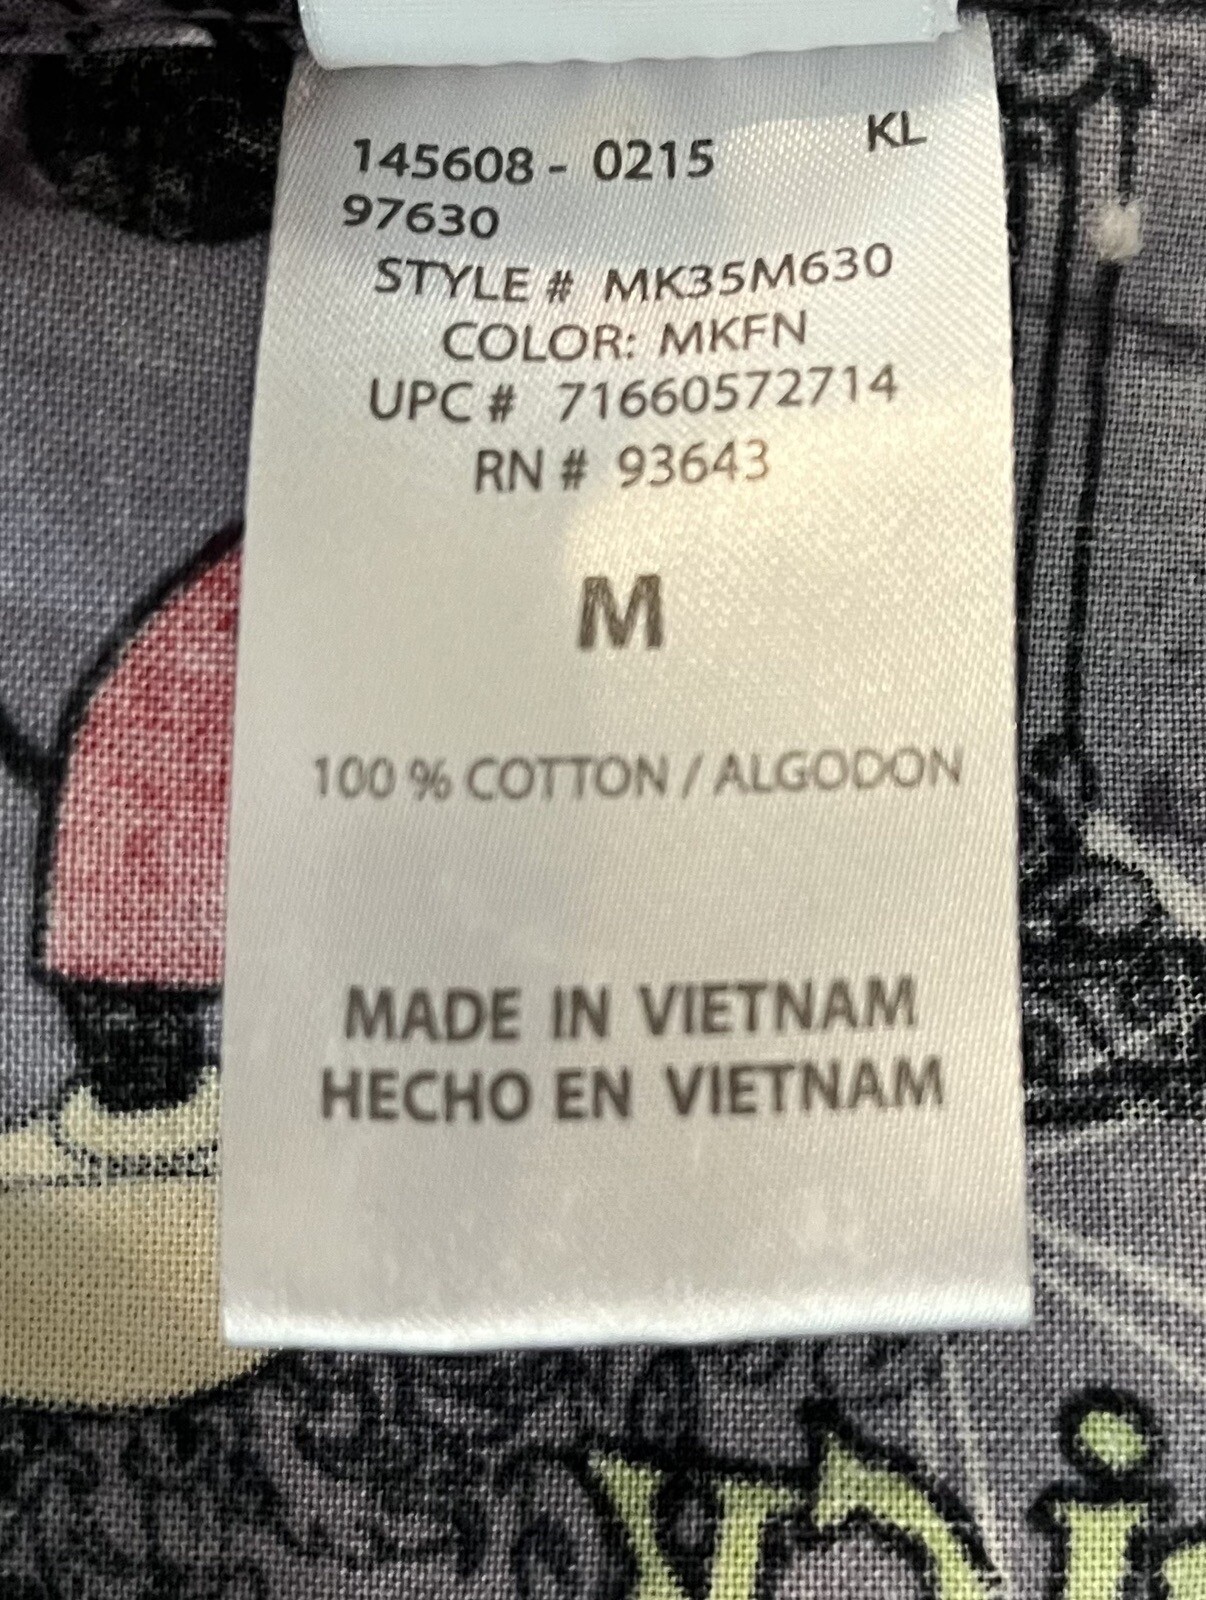 145608 - 0215 KL
97630
STYLE # MK35M630
COLOR: MKFN
UPC # 71660572714
RN # 93643
M
100 % COTTON / ALGODON
MADE IN VIETNAM
HECHO EN VIETNAM